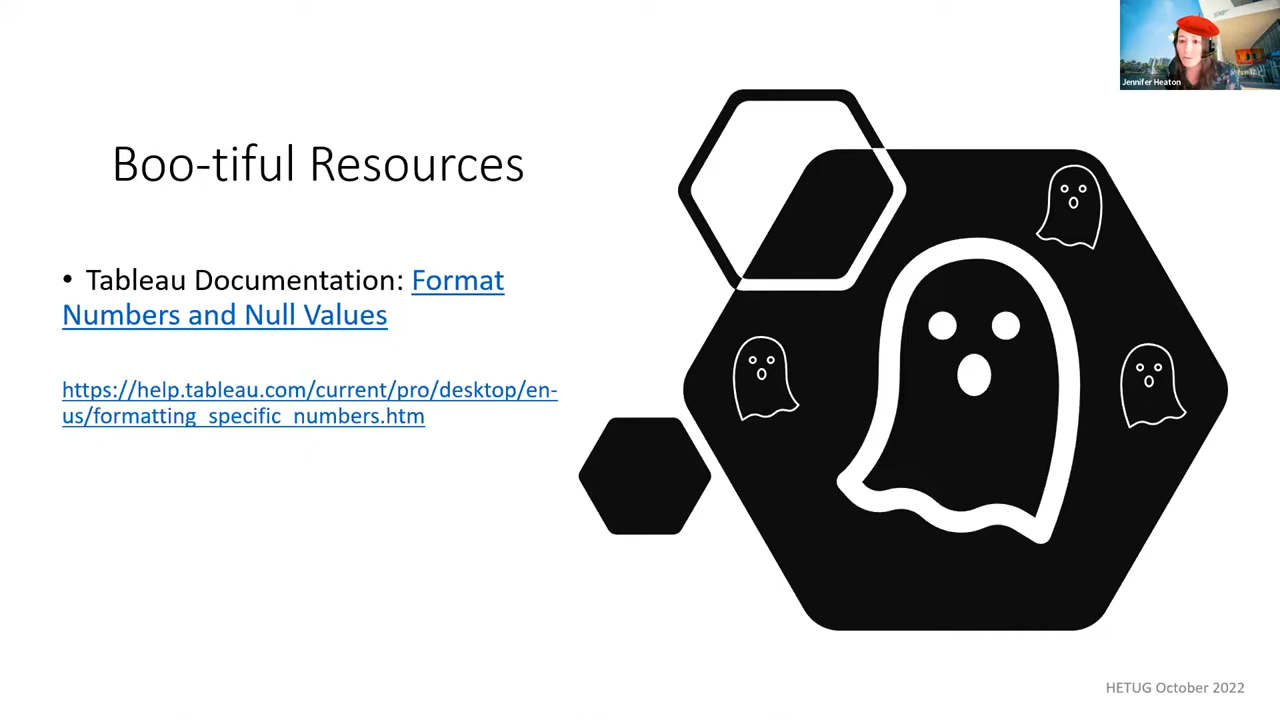 Jennifer Heaton
Boo-tiful Resources
• Tableau Documentation: Format
Numbers and Null Values
https://help.tableau.com/current/pro/desktop/en-
us/formatting_specific_numbers.htm
HETUG October 2022